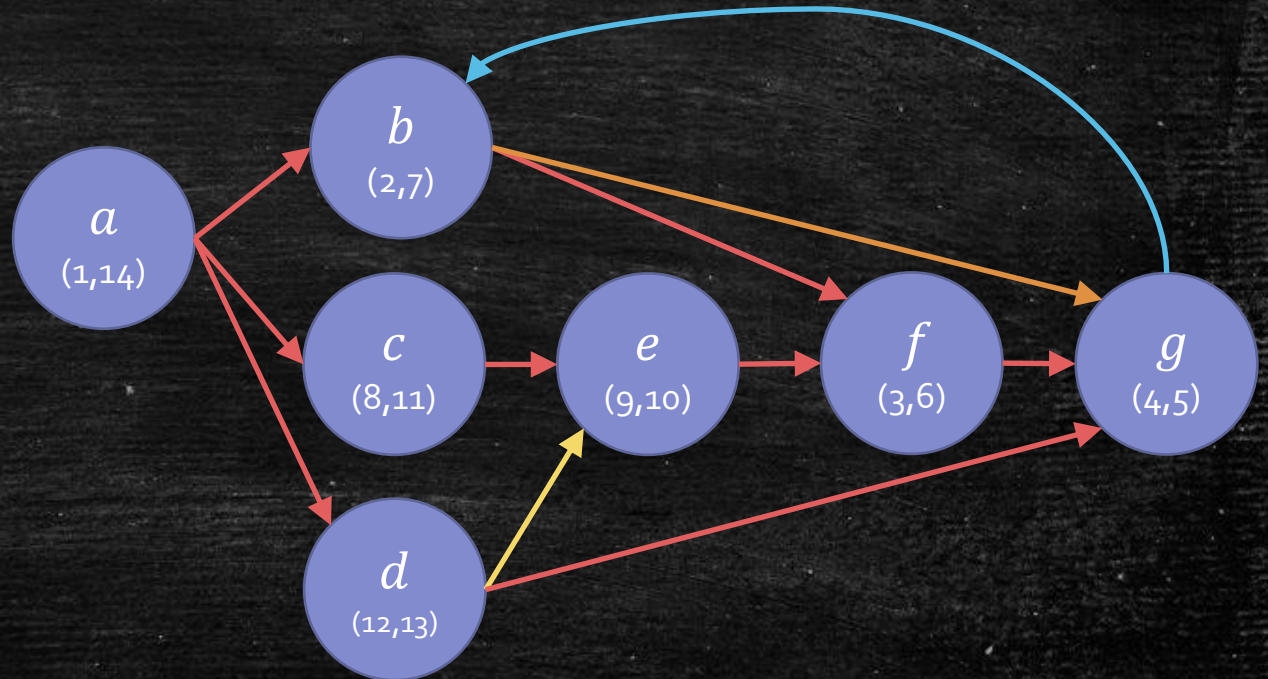 a
(1,14)
b
(2,7)
c
(8,11)
d
(12,13)
e
(9,10)
f
(3,6)
g
(4,5)